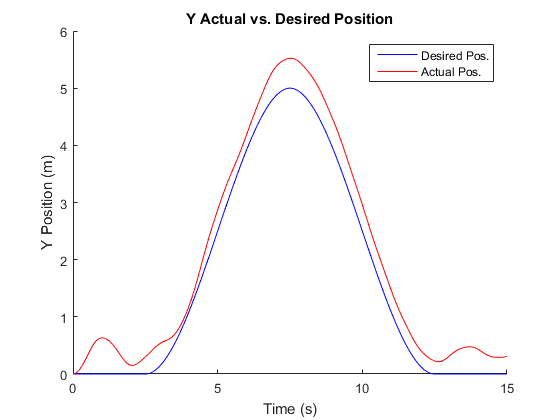 Y Actual vs. Desired Position
6
5
4
3
2
1
0
Y Position (m)
Desired Pos.
Actual Pos.
0
5
10
15
Time (s)